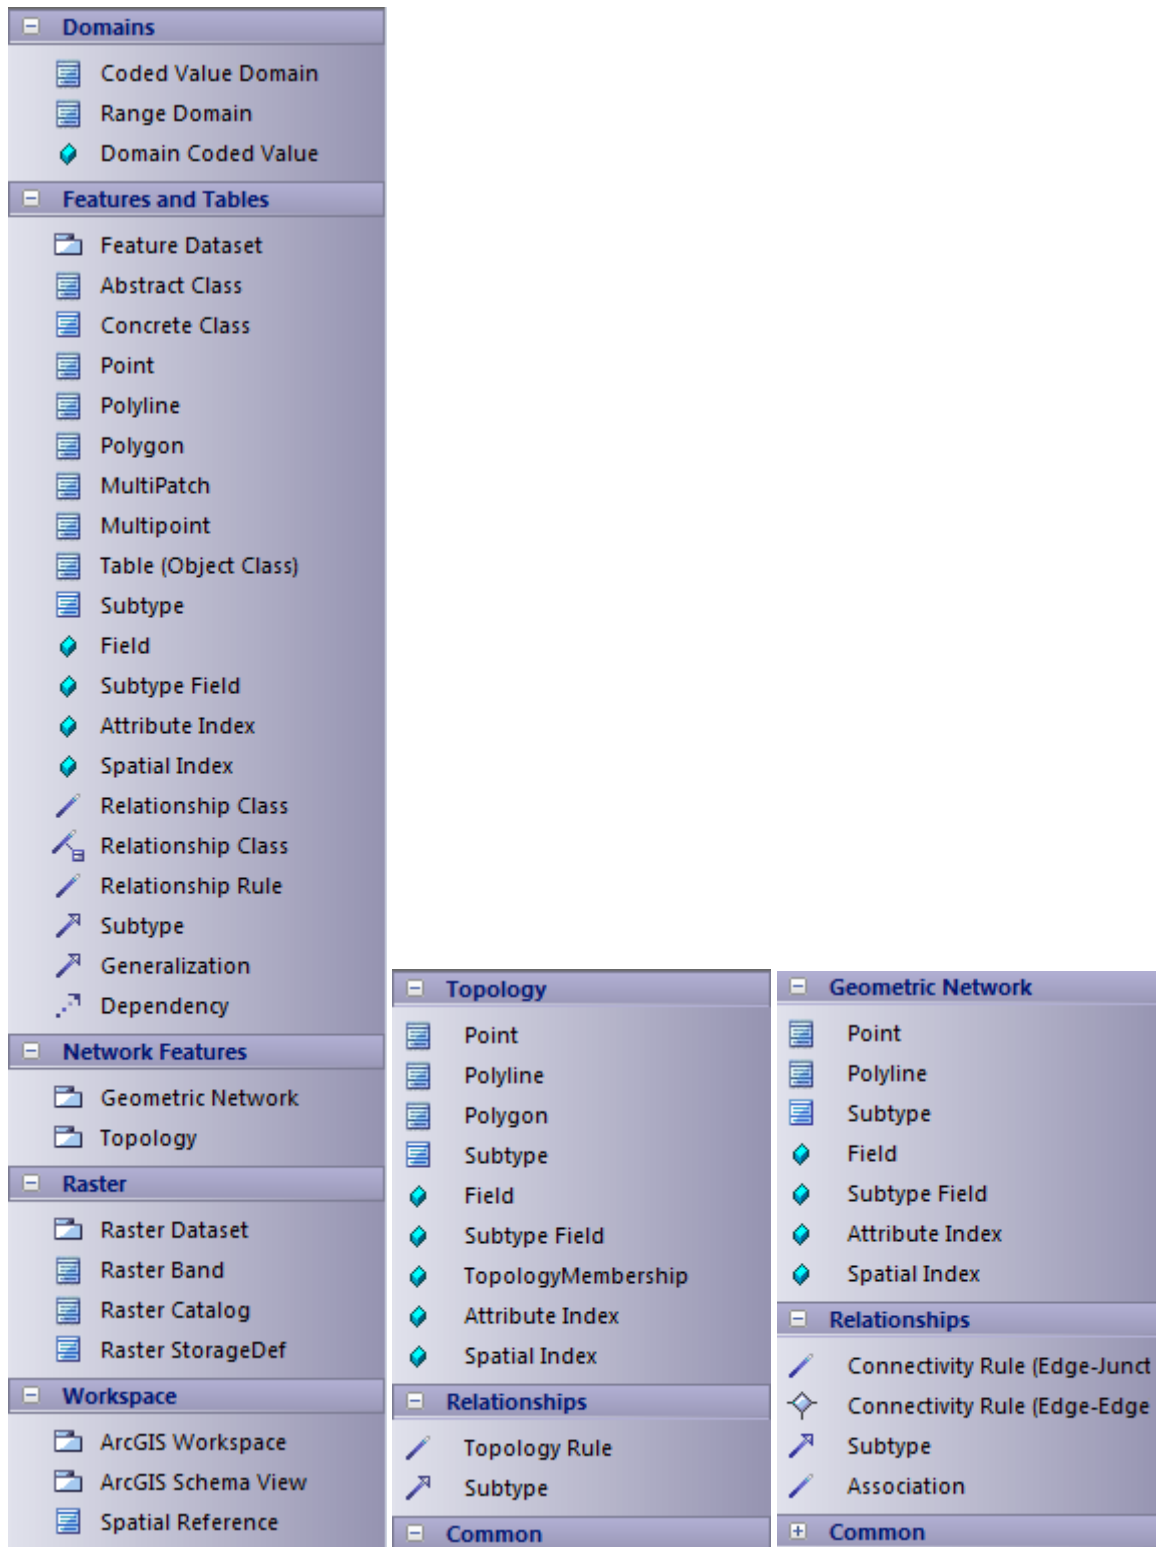 Domains
Coded Value Domain
Range Domain
Domain Coded Value
Features and Tables
Feature Dataset
Abstract Class
Concrete Class
Point
Polyline
Polygon
MultiPatch
Multipoint
Table (Object Class)
Subtype
Field
Subtype Field
Attribute Index
Spatial Index
Relationship Class
Relationship Class
Relationship Rule
Subtype
Generalization
Dependency
Network Features
Geometric Network
Topology
Raster
Raster Dataset
Raster Band
Raster Catalog
Raster StorageDef
Workspace
ArcGIS Workspace
ArcGIS Schema View
Spatial Reference
Topology
Point
Polyline
Polygon
Subtype
Field
Subtype Field
TopologyMembership
Attribute Index
Spatial Index
Relationships
Topology Rule
Subtype
Common
Geometric Network
Point
Polyline
Subtype
Field
Subtype Field
Attribute Index
Spatial Index
Relationships
Connectivity Rule (Edge-Junct
Connectivity Rule (Edge-Edge
Subtype
Association
Common